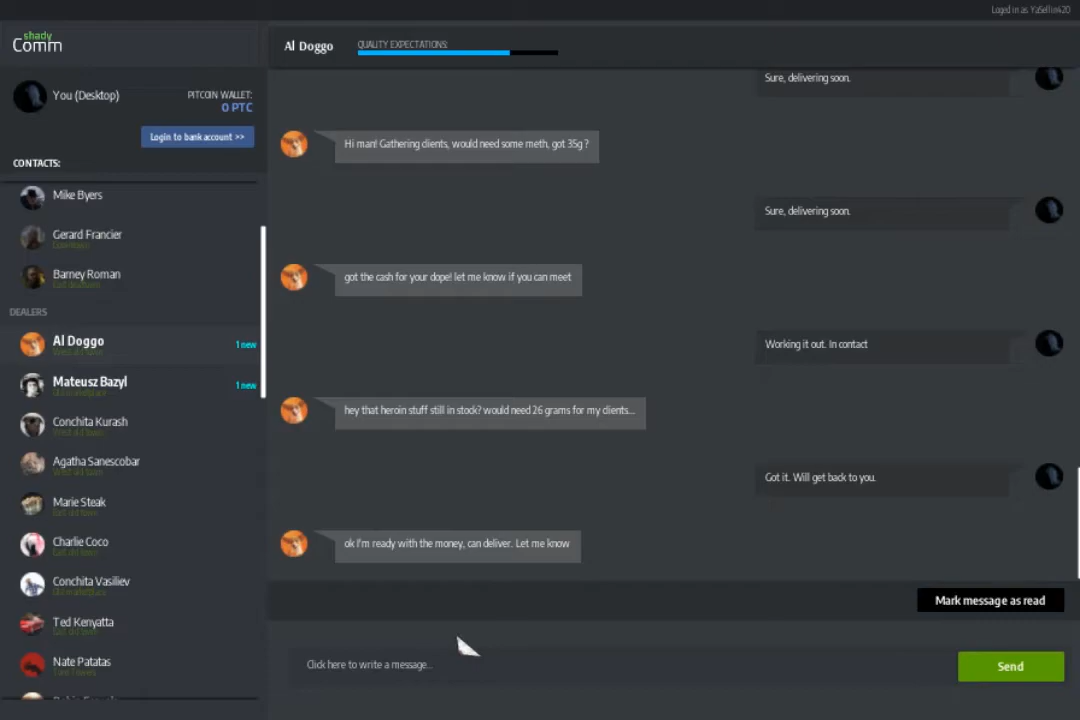 Loged in as YaSellin420
shady
Comm
You (Desktop)
PITCOIN WALLET:
0 PTC
Login to bank account >>
CONTACTS:
Mike Byers
Gerard Francier
Barney Roman
DEALERS
Al Doggo
1 new
Mateusz Bazyl
1 new
Conchita Kurash
Agatha Sanescobar
Marie Steak
Charlie Coco
Conchita Vasiliev
Ted Kenyatta
Nate Patatas
Al Doggo
QUALITY EXPECTATIONS:
Sure, delivering soon.
Hi man! Gathering clients, would need some meth, got 35g ?
Sure, delivering soon.
got the cash for your dope! let me know if you can meet
Working it out. In contact
hey that heroin stuff still in stock? would need 26 grams for my clients...
Got it. Will get back to you.
ok I'm ready with the money, can deliver. Let me know
Mark message as read
Click here to write a message...
Send